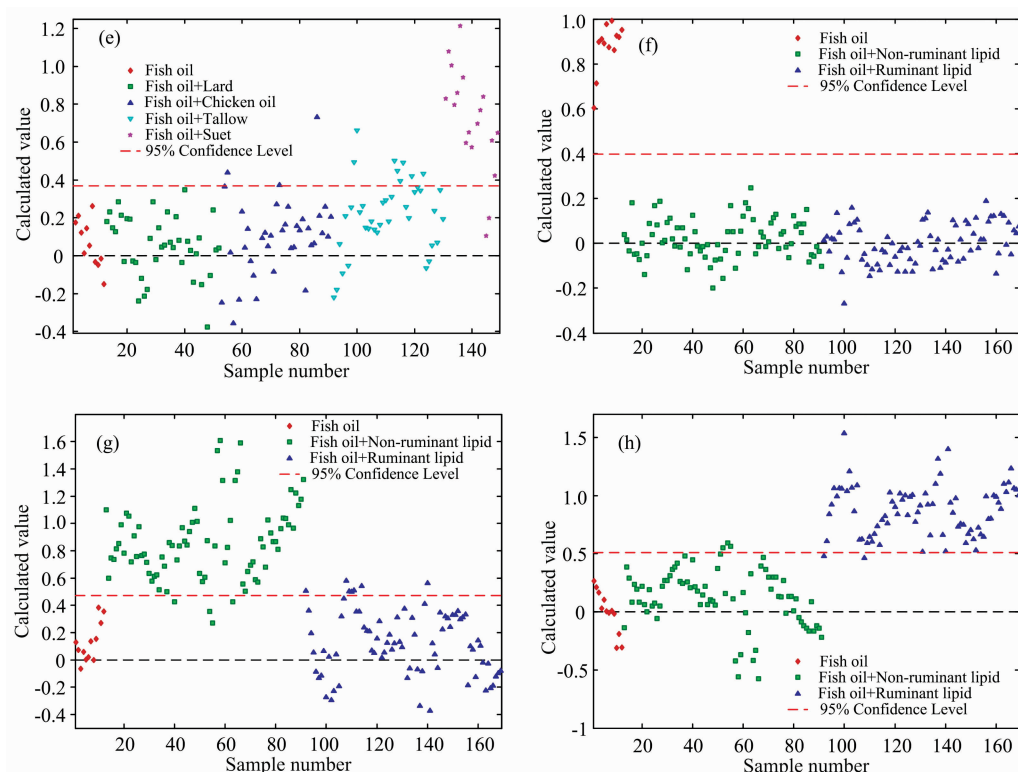 (e)
Calculated value
1.2
1.0
0.8
0.6
0.4
0.2
0
-0.2
-0.4
Fish oil
Fish oil+Lard
Fish oil+Chicken oil
Fish oil+Tallow
Fish oil+Suet
95% Confidence Level
20 40 60 80 100 120 140
Sample number
(f)
Calculated value
1.0
0.8
0.6
0.4
0.2
0
-0.2
-0.4
Fish oil
Fish oil+Non-ruminant lipid
Fish oil+Ruminant lipid
95% Confidence Level
20 40 60 80 100 120 140 160
Sample number
(g)
Calculated value
1.6
1.4
1.2
1.0
0.8
0.6
0.4
0.2
0
-0.2
-0.4
Fish oil
Fish oil+Non-ruminant lipid
Fish oil+Ruminant lipid
95% Confidence Level
20 40 60 80 100 120 140 160
Sample number
(h)
Calculated value
1.5
1.0
0.5
0
-0.5
-1
Fish oil
Fish oil+Non-ruminant lipid
Fish oil+Ruminant lipid
95% Confidence Level
20 40 60 80 100 120 140 160
Sample number